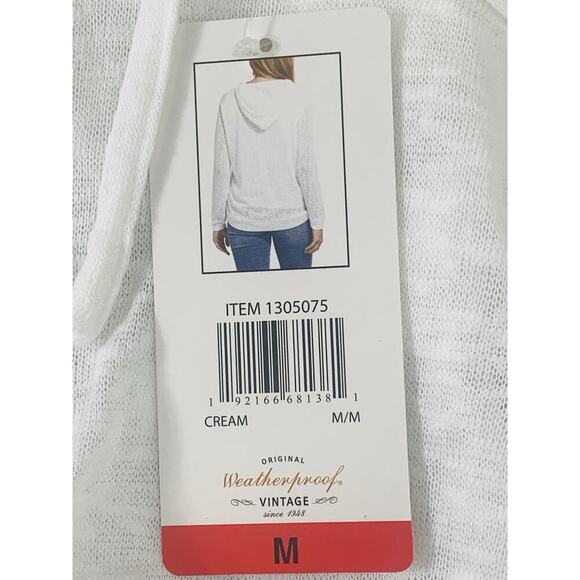 ITEM 1305075
1 92166 68138 1
CREAM M/M
ORIGINAL
Weatherproof®
VINTAGE
since 1948
M